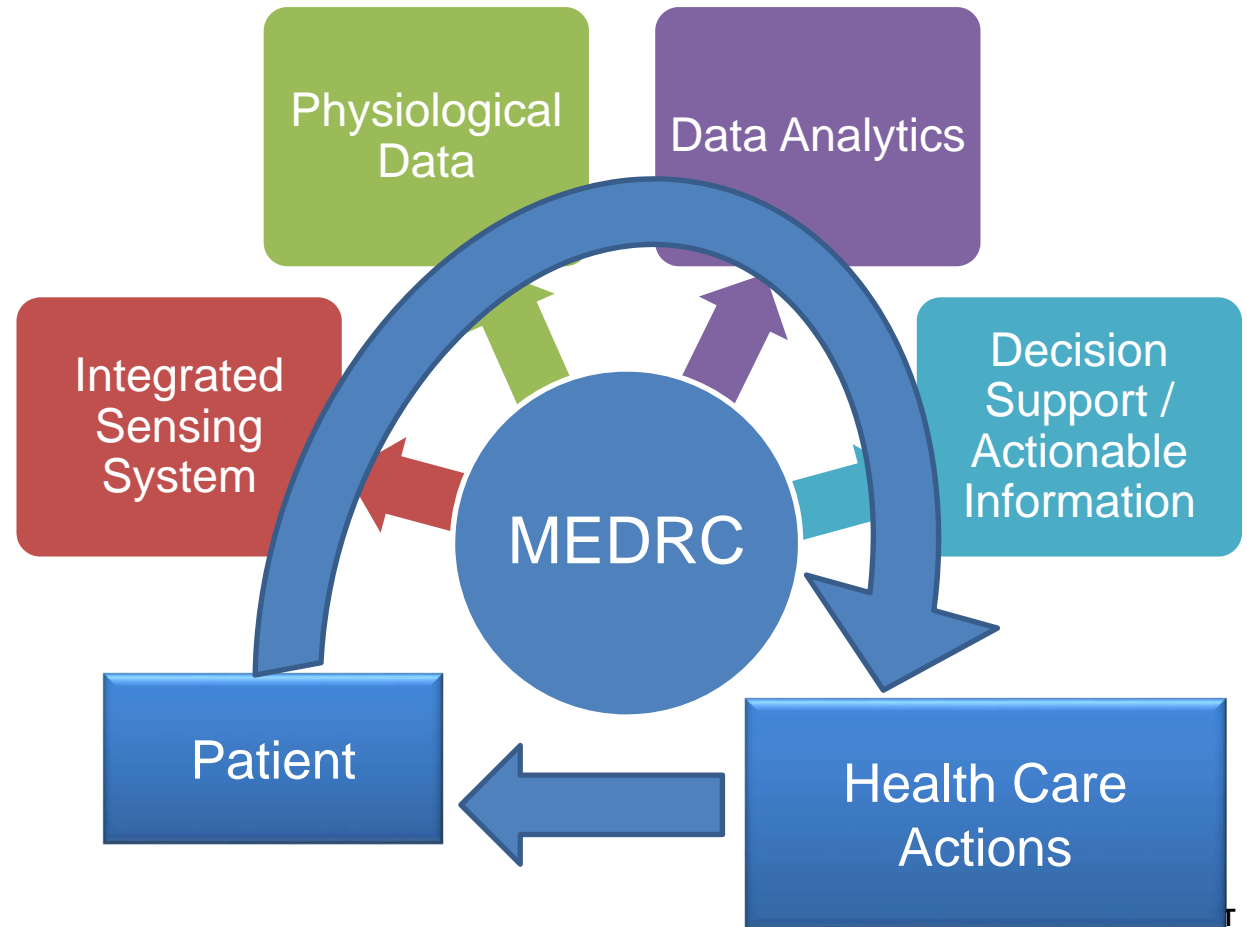 Physiological
Data
Data Analytics
Integrated
Sensing
System
Decision
Support /
Actionable
Information
MEDRC
Patient
Health Care
Actions
T